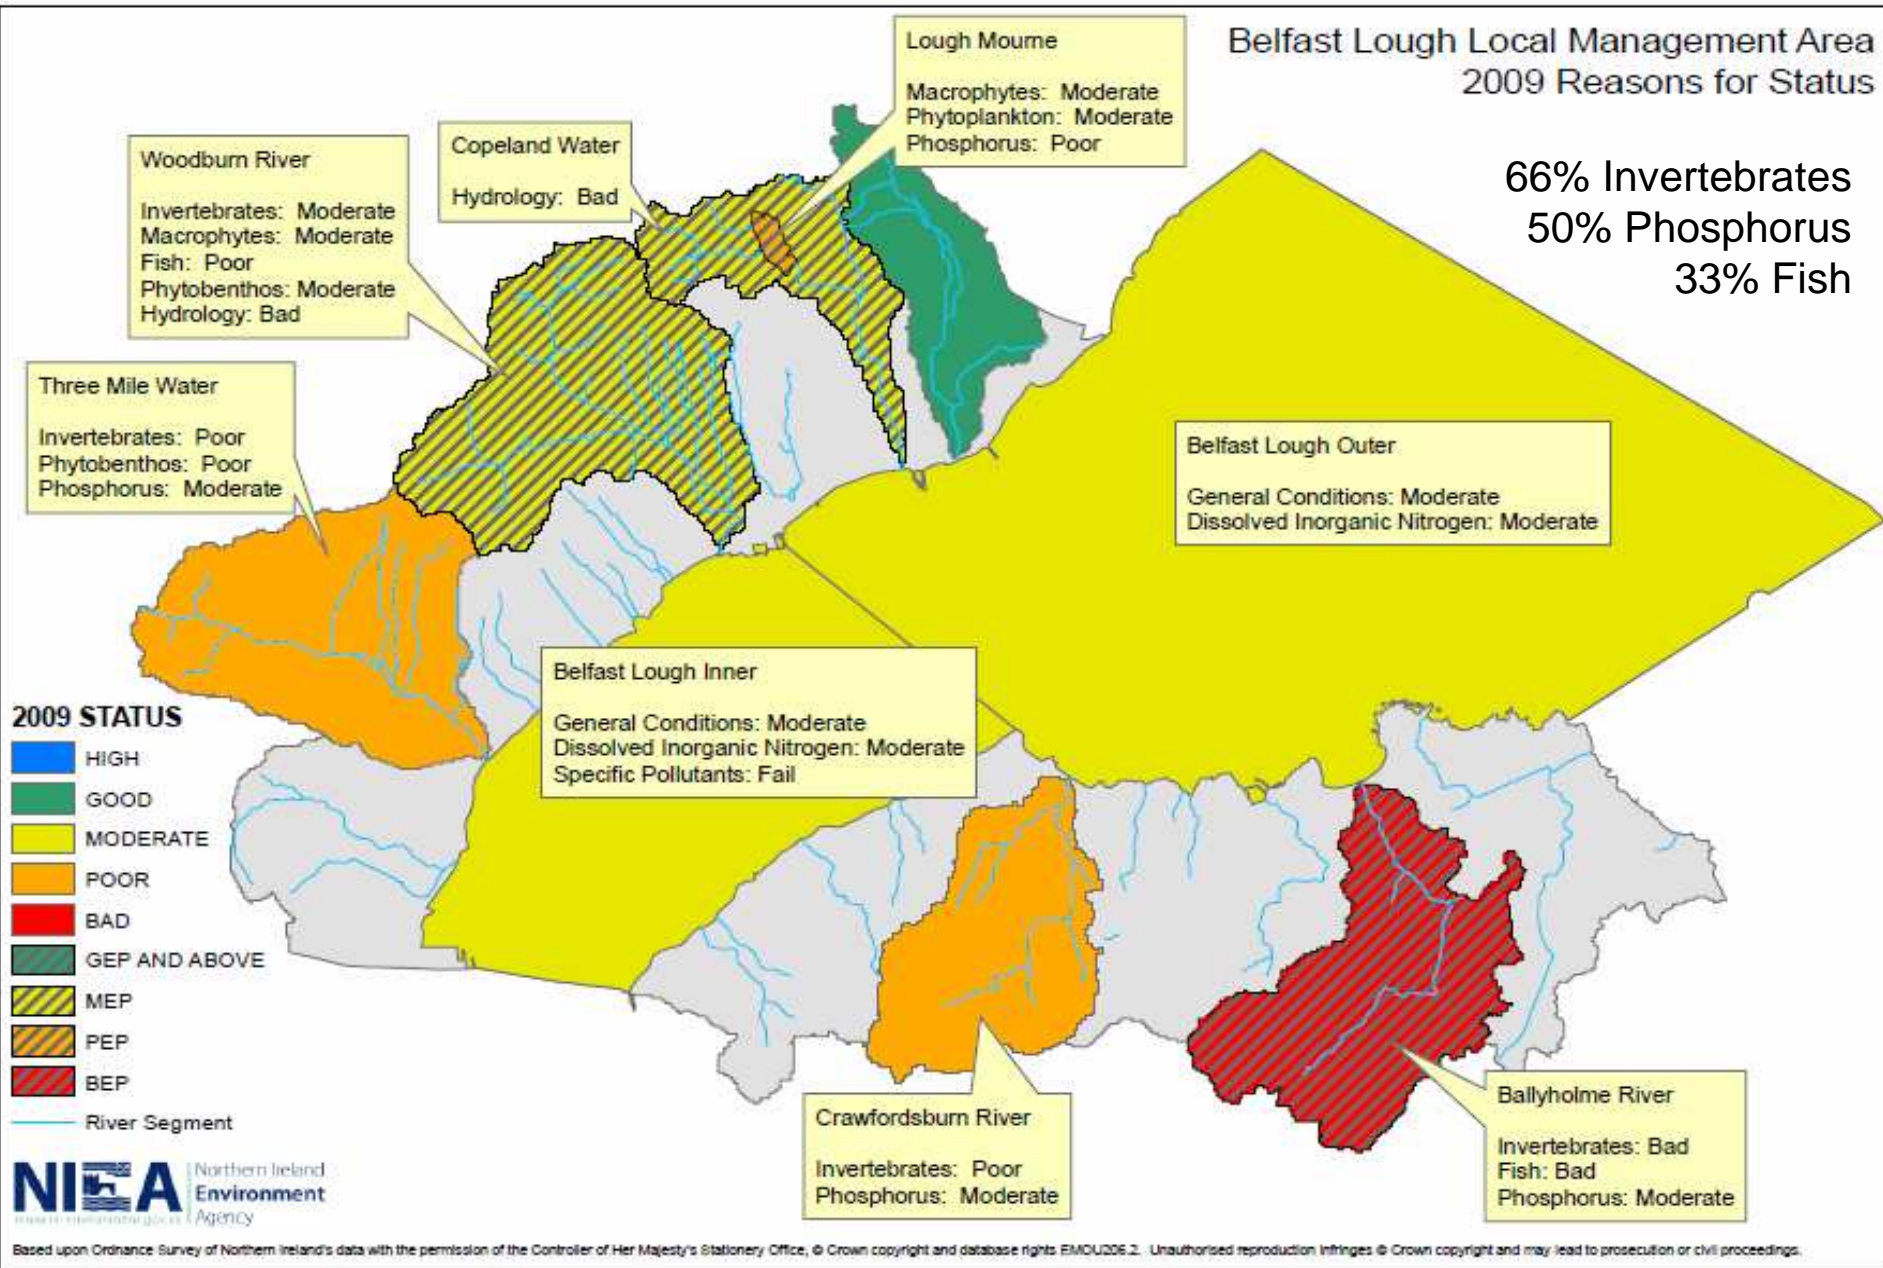 Belfast Lough Local Management Area
2009 Reasons for Status
66% Invertebrates
50% Phosphorus
33% Fish
Lough Mourne
Macrophytes: Moderate
Phytoplankton: Moderate
Phosphorus: Poor
Copeland Water
Hydrology: Bad
Woodburn River
Invertebrates: Moderate
Macrophytes: Moderate
Fish: Poor
Phytobenthos: Moderate
Hydrology: Bad
Three Mile Water
Invertebrates: Poor
Phytobenthos: Poor
Phosphorus: Moderate
Belfast Lough Outer
General Conditions: Moderate
Dissolved Inorganic Nitrogen: Moderate
Belfast Lough Inner
General Conditions: Moderate
Dissolved Inorganic Nitrogen: Moderate
Specific Pollutants: Fail
2009 STATUS
HIGH
GOOD
MODERATE
POOR
BAD
GEP AND ABOVE
MEP
PEP
BEP
River Segment
Crawfordsburn River
Invertebrates: Poor
Phosphorus: Moderate
Ballyholme River
Invertebrates: Bad
Fish: Bad
Phosphorus: Moderate
NIEA
Northern Ireland
Environment
Agency
Based upon Ordnance Survey of Northern Ireland's data with the permission of the Controller of Her Majesty's Stationery Office, © Crown copyright and database rights EMOU206.2. Unauthorised reproduction infringes © Crown copyright and may lead to prosecution or civil proceedings.